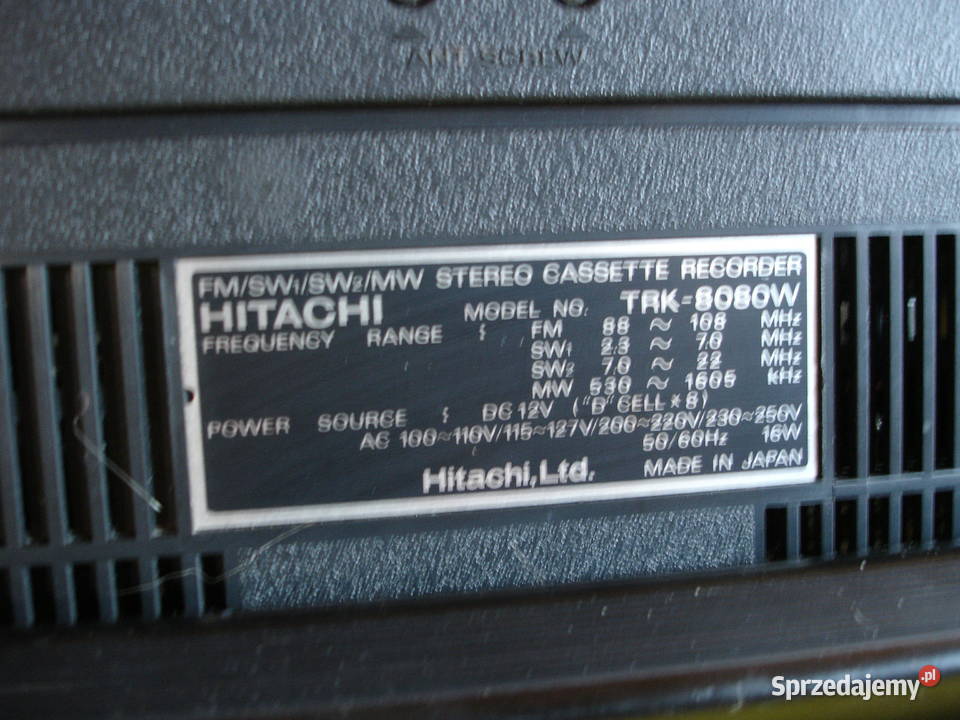 ANT SCREW
FM/SW₁/SW₂/MW STEREO CASSETTE RECORDER
HITACHI MODEL NO. TRK-8080W
FREQUENCY RANGE : FM 88 ~ 108 MHz
SW₁ 2.3 ~ 7.0 MHz
SW₂ 7.0 ~ 22 MHz
MW 530 ~ 1605 kHz
POWER SOURCE : DC 12V ("D" CELL × 8)
AC 100~110V/115~127V/200~220V/230~250V
50/60Hz 16W
Hitachi, Ltd. MADE IN JAPAN
Sprzedajemy.pl